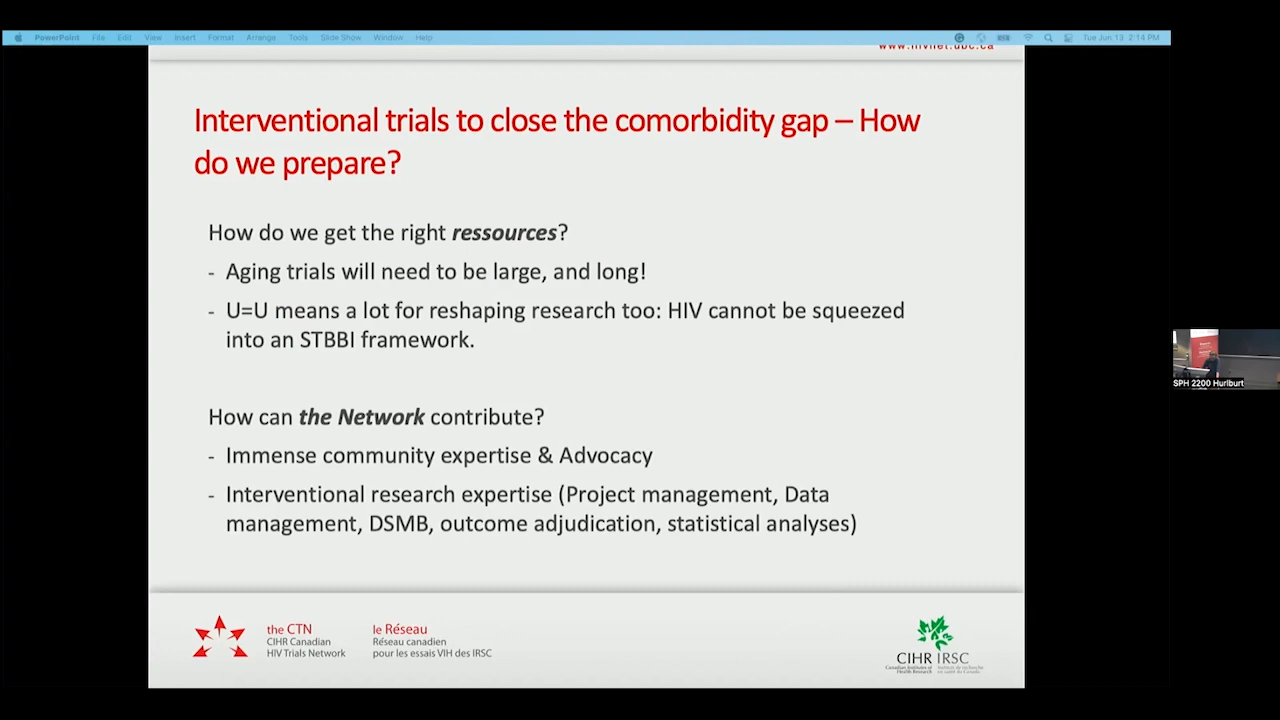 PowerPoint File Edit View Insert Format Arrange Tools Slide Show Window Help Tue Jun 13 2:14 PM
www.hivnet.ubc.ca
Interventional trials to close the comorbidity gap – How
do we prepare?
How do we get the right ressources?
- Aging trials will need to be large, and long!
- U=U means a lot for reshaping research too: HIV cannot be squeezed
into an STBBI framework.
SPH 2200 Hurlburt
How can the Network contribute?
- Immense community expertise & Advocacy
- Interventional research expertise (Project management, Data
management, DSMB, outcome adjudication, statistical analyses)
the CTN
CIHR Canadian
HIV Trials Network
le Réseau
Réseau canadien
pour les essais VIH des IRSC
CIHR IRSC
Canadian Institutes of
Health Research
Instituts de recherche
en santé du Canada